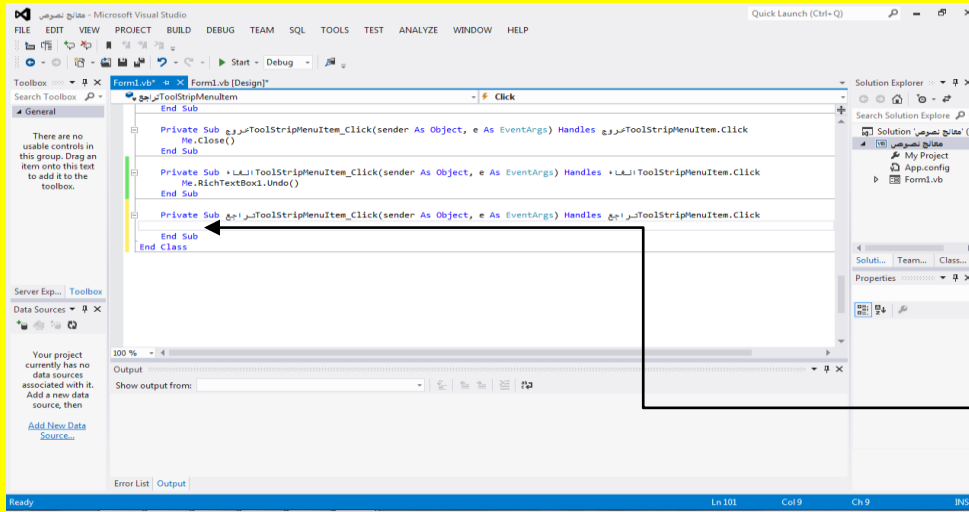 معالج نصوص - Microsoft Visual Studio
Quick Launch (Ctrl+Q)
FILE EDIT VIEW PROJECT BUILD DEBUG TEAM SQL TOOLS TEST ANALYZE WINDOW HELP
Start
Debug
Toolbox
Search Toolbox
General
There are no
usable controls in
this group. Drag an
item onto this text
to add it to the
toolbox.
Server Exp... Toolbox
Data Sources
Your project
currently has no
data sources
associated with it.
Add a new data
source, then
Add New Data
Source...
Form1.vb* Form1.vb [Design]*
تراجعToolStripMenuItem
Click
End Sub
Private Sub خروجToolStripMenuItem_Click(sender As Object, e As EventArgs) Handles خروجToolStripMenuItem.Click
Me.Close()
End Sub
Private Sub الغاءToolStripMenuItem_Click(sender As Object, e As EventArgs) Handles الغاءToolStripMenuItem.Click
Me.RichTextBox1.Undo()
End Sub
Private Sub تراجعToolStripMenuItem_Click(sender As Object, e As EventArgs) Handles تراجعToolStripMenuItem.Click
End Sub
End Class
100 %
Output
Show output from:
Error List Output
Solution Explorer
Search Solution Explore
Solution 'معالج نصوص' (
معالج نصوص
My Project
App.config
Form1.vb
Soluti... Team... Class...
Properties
Ready
Ln 101 Col 9 Ch 9 INS